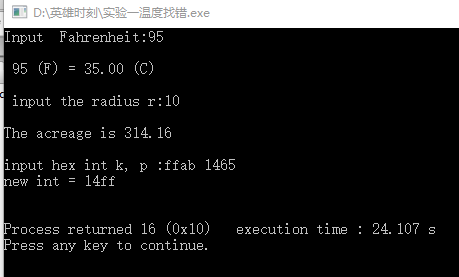 D:\英雄时刻\实验一温度找错.exe
Input  Fahrenheit:95
95 (F) = 35.00 (C)
input the radius r:10
The acreage is 314.16
input hex int k, p :ffab 1465
new int = 14ff
Process returned 16 (0x10)   execution time : 24.107 s
Press any key to continue.